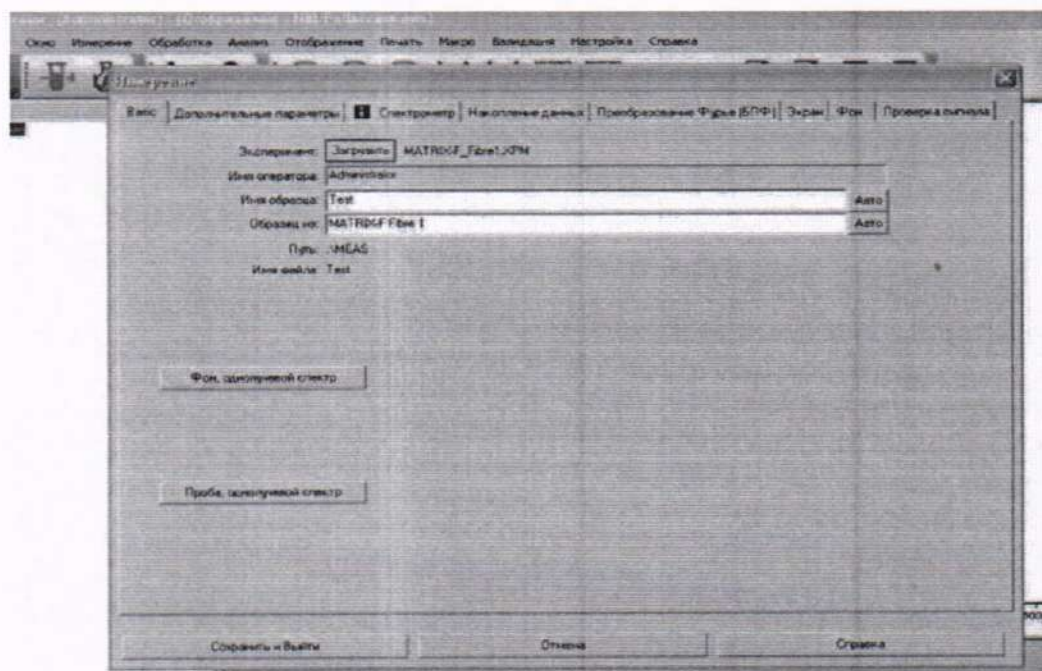 Окно Измерение Обработка Анализ Отображение Печать Макро Валидация Настройка Справка
Измерение
Basic Дополнительные параметры Спектрометр Накопление данных Преобразование Фурье (БПФ) Экран Фон Проверка сигнала
Эксперимент: Загрузить MATRIX-F_Fibre1.XPM
Имя оператора: Administrator
Имя образца: Test Авто
Образец из: MATRIX-F Fibre 1 Авто
Путь: .\MEAS
Имя файла: Test
Фон, однолучевой спектр
Проба, однолучевой спектр
Сохранить и Выйти Отмена Справка